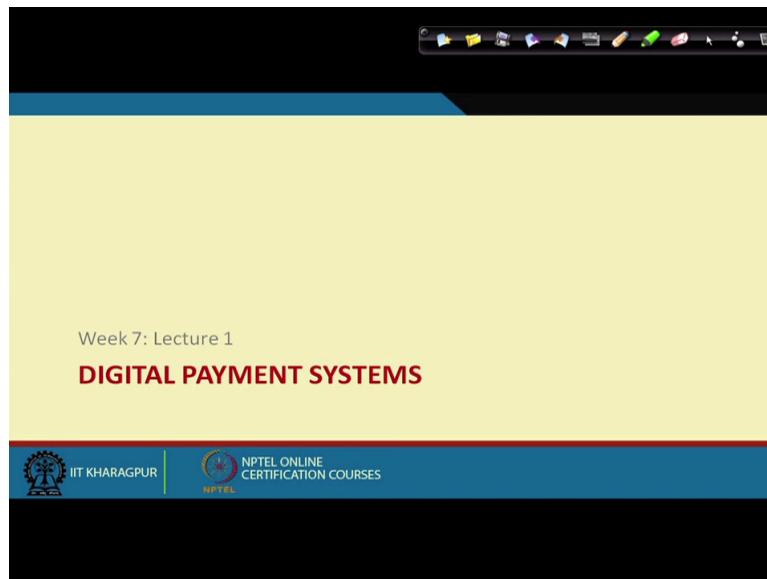 Week 7: Lecture 1
DIGITAL PAYMENT SYSTEMS
IIT KHARAGPUR
NPTEL ONLINE
CERTIFICATION COURSES
NPTEL